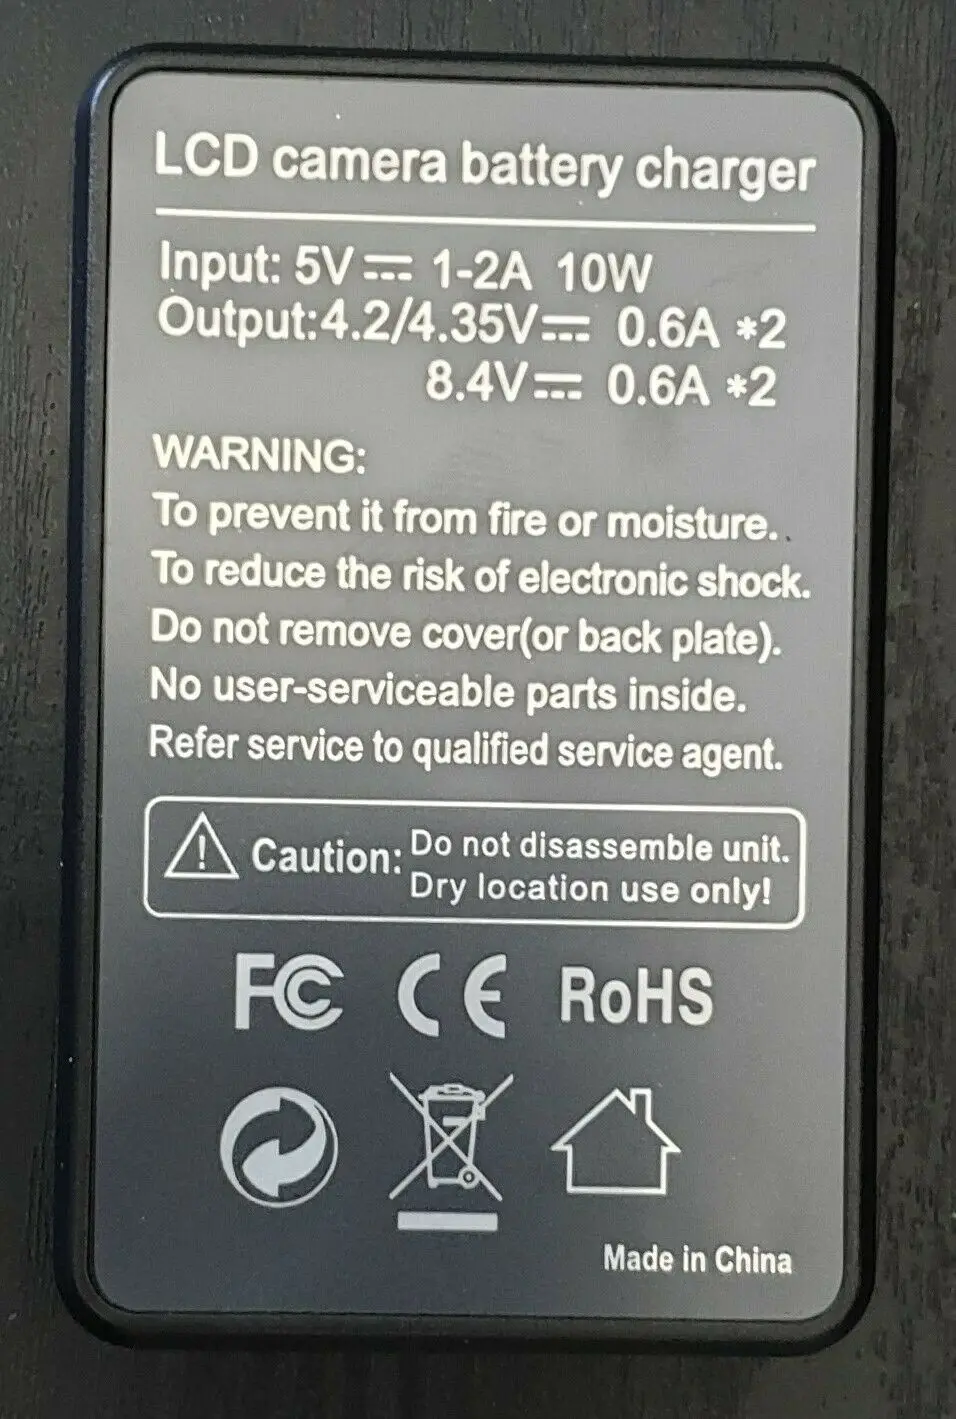 LCD camera battery charger
Input: 5V⎓ 1-2A 10W
Output:4.2/4.35V⎓ 0.6A *2
8.4V⎓ 0.6A *2
WARNING:
To prevent it from fire or moisture..
To reduce the risk of electronic shock.
Do not remove cover(or back plate).
No user-serviceable parts inside.
Refer service to qualified service agent.
Caution: Do not disassemble unit.
Dry location use only!
FC CE RoHS
Made in China